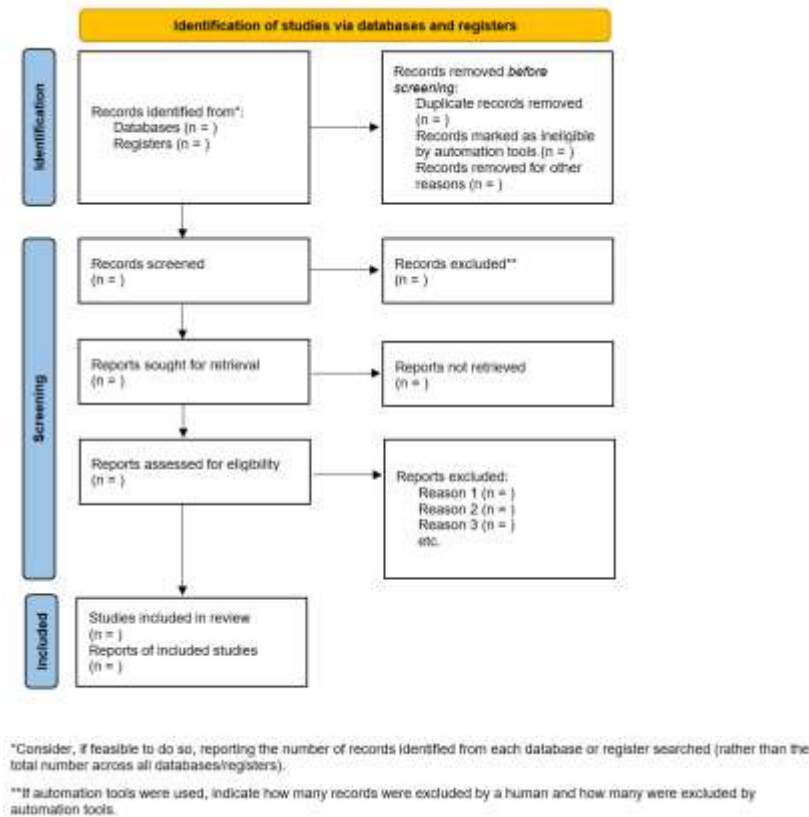 Identification of studies via databases and registers
Identification
Records identified from*:
Databases (n = )
Registers (n = )
Records removed before
screening:
Duplicate records removed
(n = )
Records marked as ineligible
by automation tools (n = )
Records removed for other
reasons (n = )
Screening
Records screened
(n = )
Records excluded**
(n = )
Reports sought for retrieval
(n = )
Reports not retrieved
(n = )
Reports assessed for eligibility
(n = )
Reports excluded:
Reason 1 (n = )
Reason 2 (n = )
Reason 3 (n = )
etc.
Included
Studies included in review
(n = )
Reports of included studies
(n = )
*Consider, if feasible to do so, reporting the number of records identified from each database or register searched (rather than the
total number across all databases/registers).
**If automation tools were used, indicate how many records were excluded by a human and how many were excluded by
automation tools.